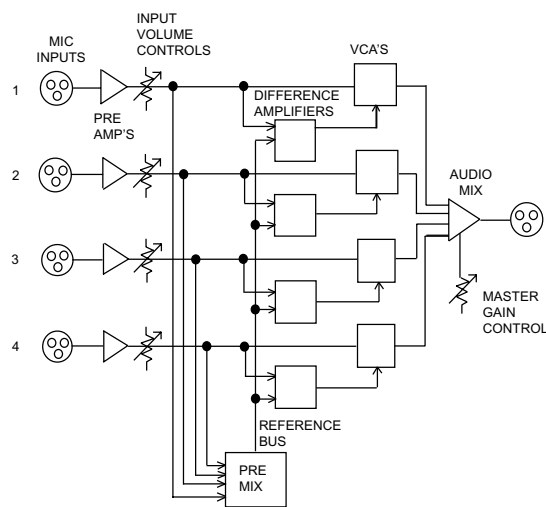 INPUT
VOLUME
CONTROLS
MIC
INPUTS
VCA'S
1
DIFFERENCE
AMPLIFIERS
PRE
AMP'S
2
AUDIO
MIX
3
MASTER
GAIN
CONTROL
4
REFERENCE
BUS
PRE
MIX